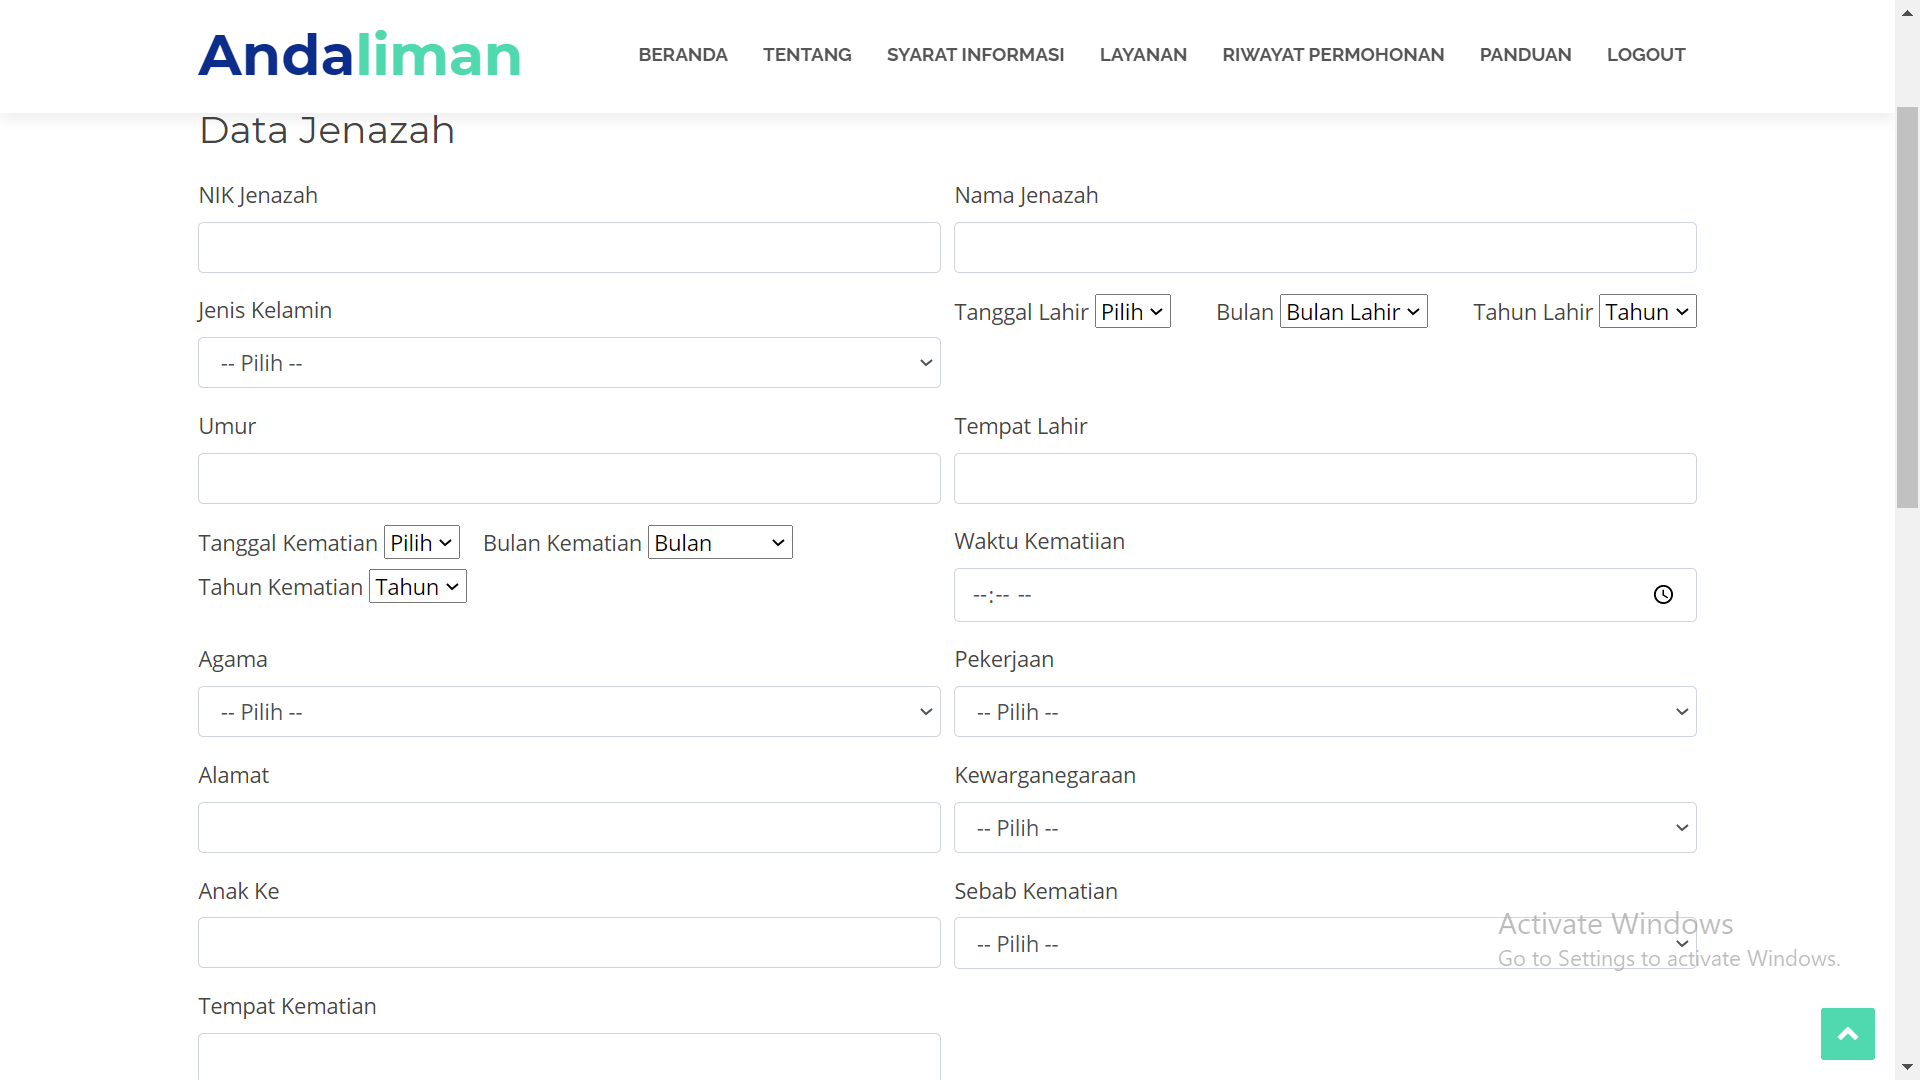 Andaliman
BERANDA TENTANG SYARAT INFORMASI LAYANAN RIWAYAT PERMOHONAN PANDUAN LOGOUT
Data Jenazah
NIK Jenazah
Nama Jenazah
Jenis Kelamin
-- Pilih --
Tanggal Lahir Pilih Bulan Bulan Lahir Tahun Lahir Tahun
Umur
Tempat Lahir
Tanggal Kematian Pilih Bulan Kematian Bulan
Tahun Kematian Tahun
Waktu Kematiian
--:-- --
Agama
-- Pilih --
Pekerjaan
-- Pilih --
Alamat
Kewarganegaraan
-- Pilih --
Anak Ke
Sebab Kematian
-- Pilih --
Activate Windows
Go to Settings to activate Windows.
Tempat Kematian